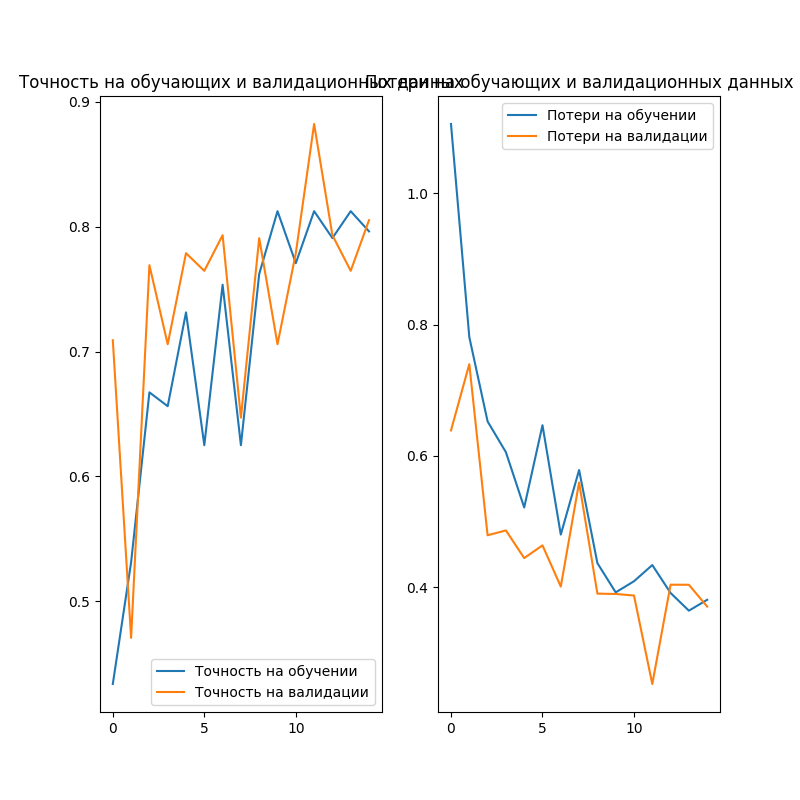 Точность на обучающих и валидационных данных
Потери на обучающих и валидационных данных
0.9
0.8
0.7
0.6
0.5
0
5
10
Точность на обучении
Точность на валидации
1.0
0.8
0.6
0.4
0
5
10
Потери на обучении
Потери на валидации